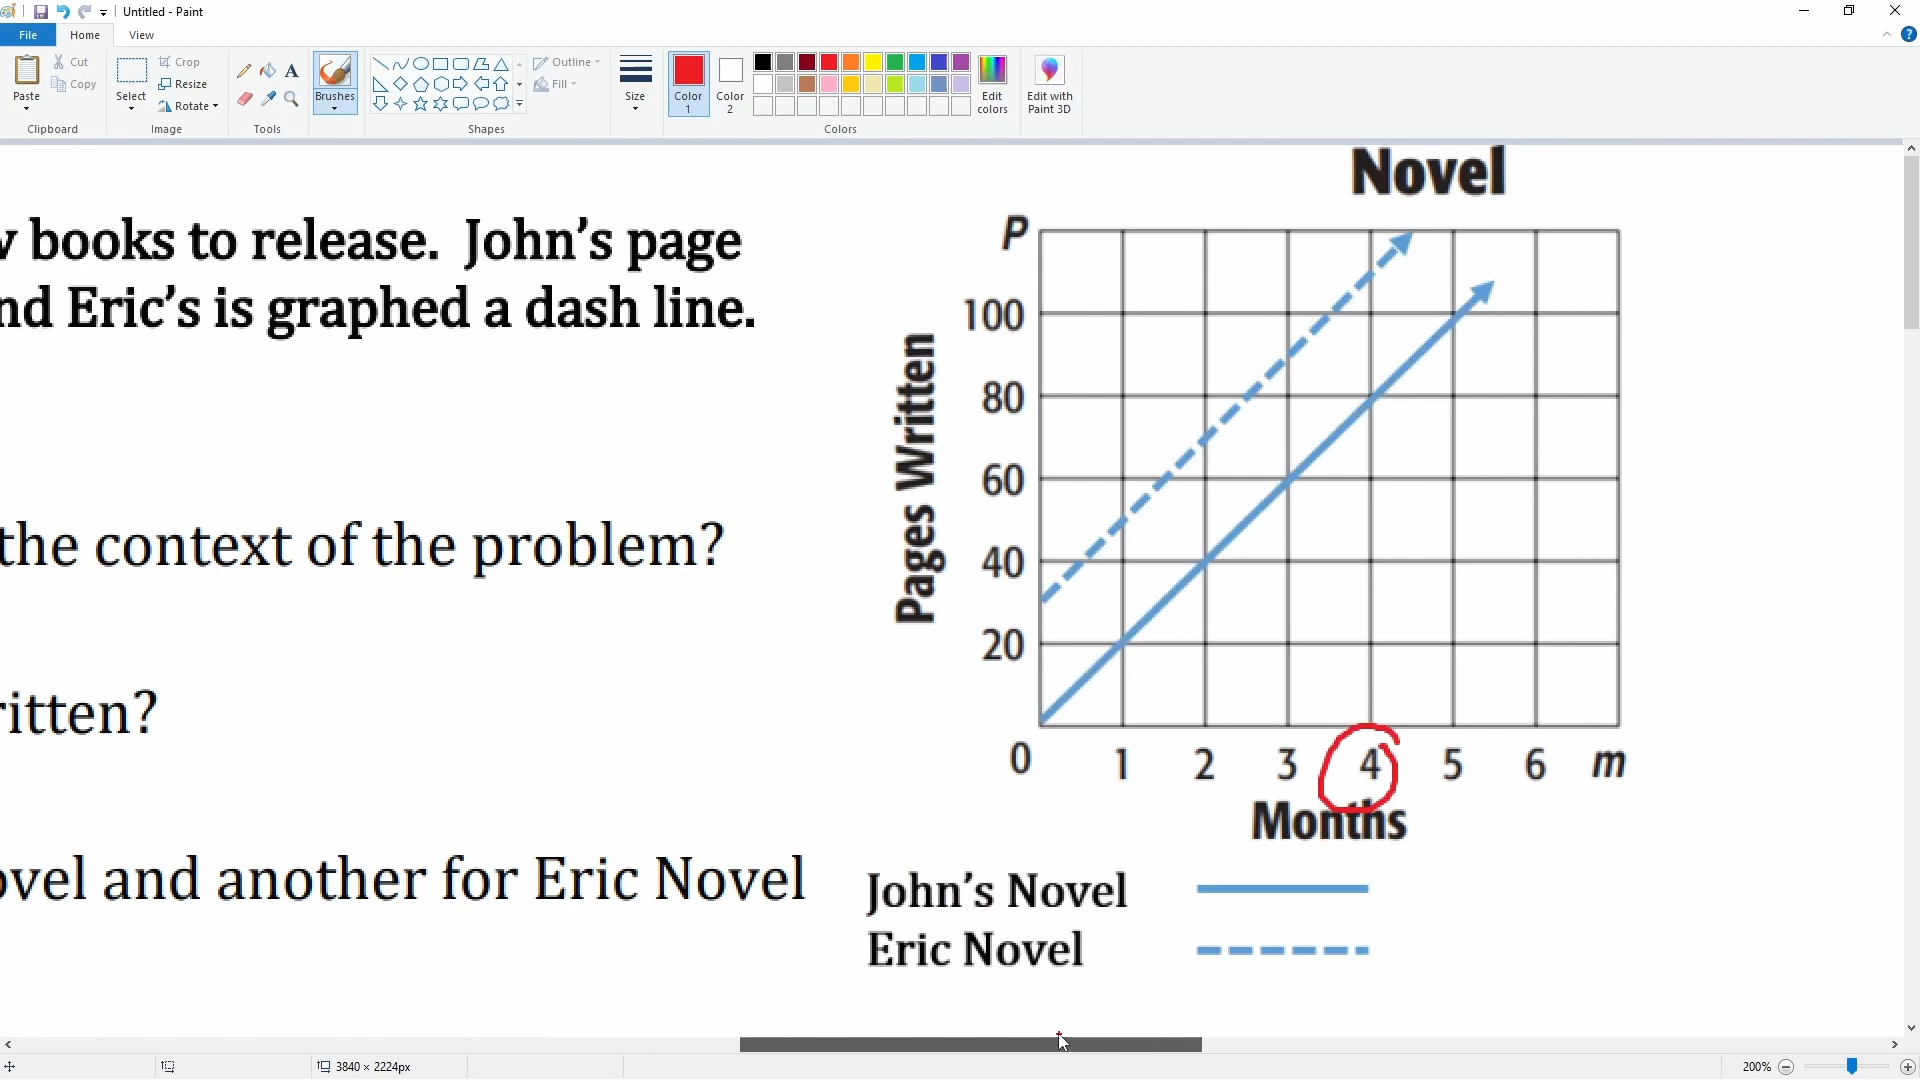 Untitled - Paint
File Home View
Paste
Cut
Copy
Clipboard
Select
Crop
Resize
Rotate
Image
A
Tools
Brushes
Shapes
Outline
Fill
Size
Color 1
Color 2
Colors
Edit colors
Edit with Paint 3D
?
books to release. John's page
Eric's is graphed a dash line.
the context of the problem?
ritten?
ovel and another for Eric Novel
Novel
P
100
80
60
40
20
Pages Written
0 1 2 3 4 5 6 m
Months
John's Novel
Eric Novel
3840 × 2224px
200%